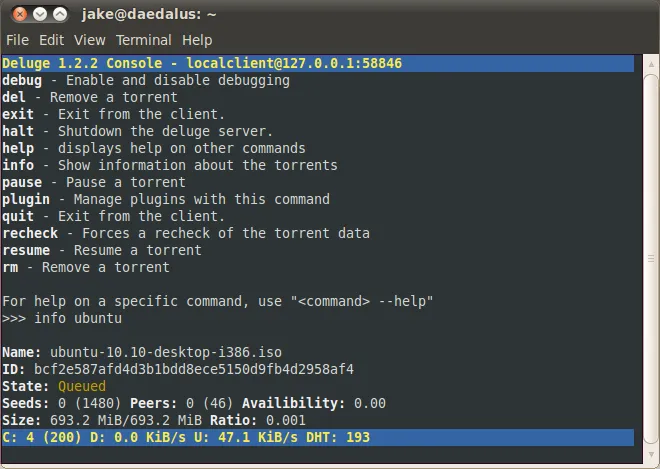 jake@daedalus: ~
File Edit View Terminal Help
Deluge 1.2.2 Console - localclient@127.0.0.1:58846
debug - Enable and disable debugging
del - Remove a torrent
exit - Exit from the client.
halt - Shutdown the deluge server.
help - displays help on other commands
info - Show information about the torrents
pause - Pause a torrent
plugin - Manage plugins with this command
quit - Exit from the client.
recheck - Forces a recheck of the torrent data
resume - Resume a torrent
rm - Remove a torrent
For help on a specific command, use "<command> --help"
>>> info ubuntu
Name: ubuntu-10.10-desktop-i386.iso
ID: bcf2e587afd4d3b1bdd8ece5150d9fb4d2958af4
State: Queued
Seeds: 0 (1480) Peers: 0 (46) Availibility: 0.00
Size: 693.2 MiB/693.2 MiB Ratio: 0.001
C: 4 (200) D: 0.0 KiB/s U: 47.1 KiB/s DHT: 193